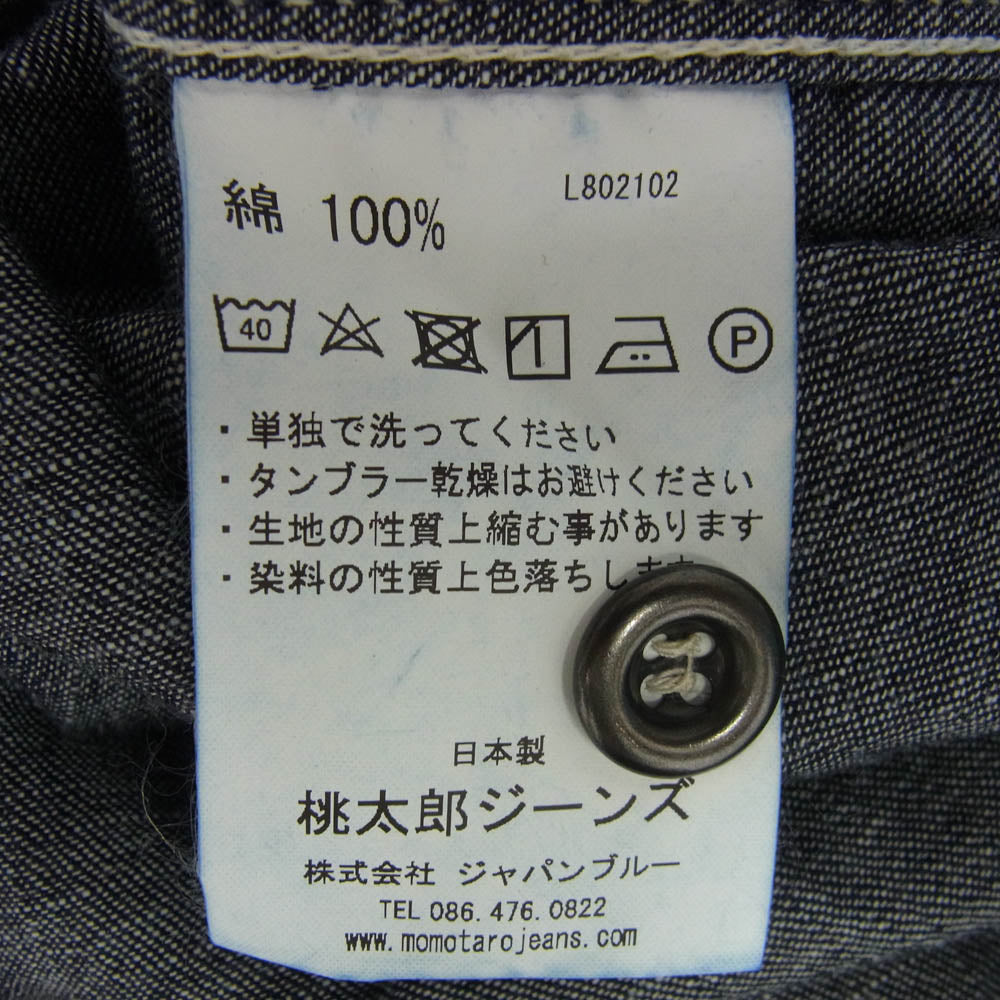 綿 100%
L802102
40
P
・単独で洗ってください
・タンブラー乾燥はお避けください
・生地の性質上縮む事があります
・染料の性質上色落ちします
日本製
桃太郎ジーンズ
株式会社 ジャパンブルー
TEL 086.476.0822
www.momotarojeans.com